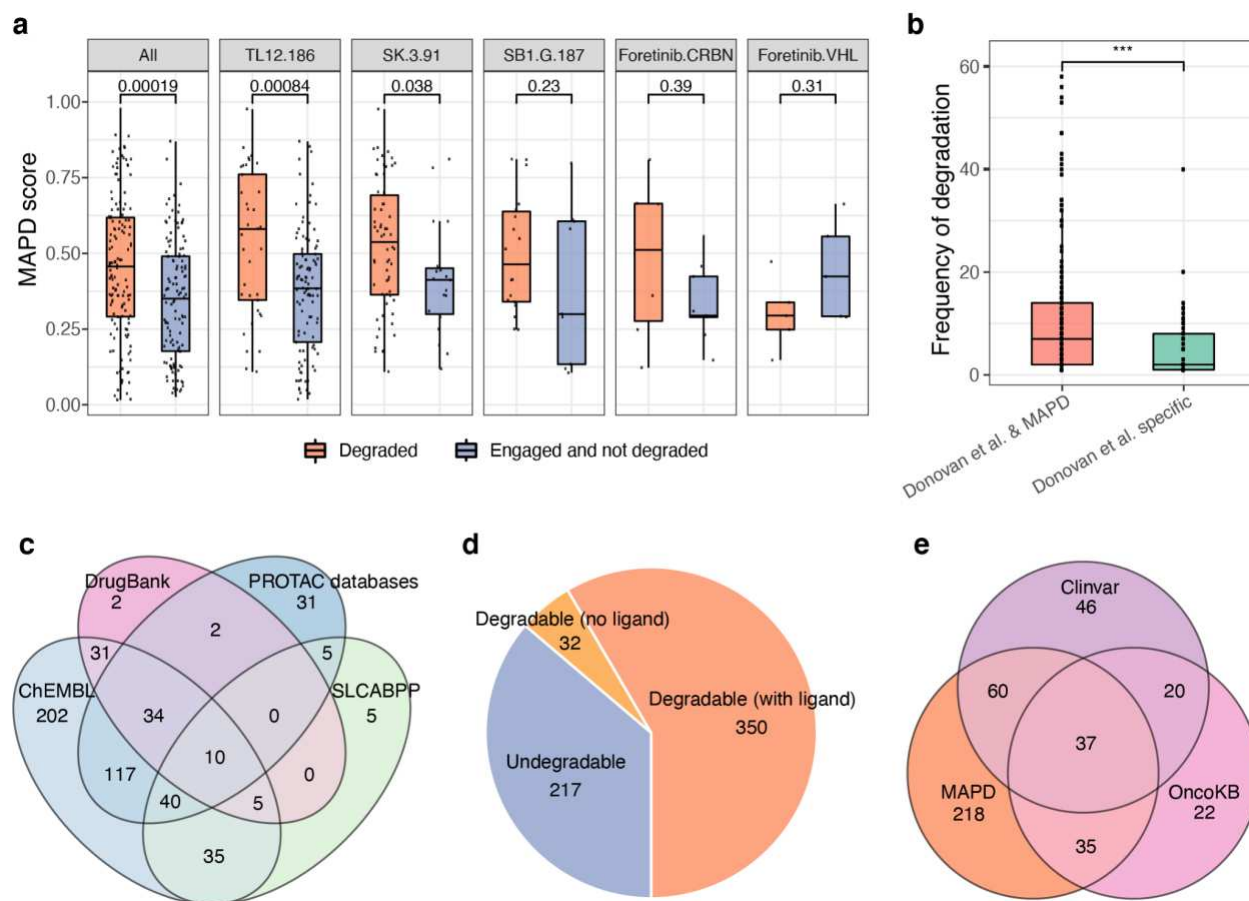 a
All
TL12.186
SK.3.91
SB1.G.187
Foretinib.CRBN
Foretinib.VHL
0.00019
0.00084
0.038
0.23
0.39
0.31
MAPD score
1.00
0.75
0.50
0.25
0.00
Degraded
Engaged and not degraded
b
***
Frequency of degradation
60
40
20
0
Donovan et al. & MAPD
Donovan et al. specific
c
DrugBank
2
PROTAC databases
31
2
31
5
ChEMBL
202
SLCABPP
5
34
0
10
117
0
40
5
35
d
Degradable (no ligand)
32
Degradable (with ligand)
350
Undegradable
217
e
Clinvar
46
60
20
37
MAPD
218
OncoKB
22
35